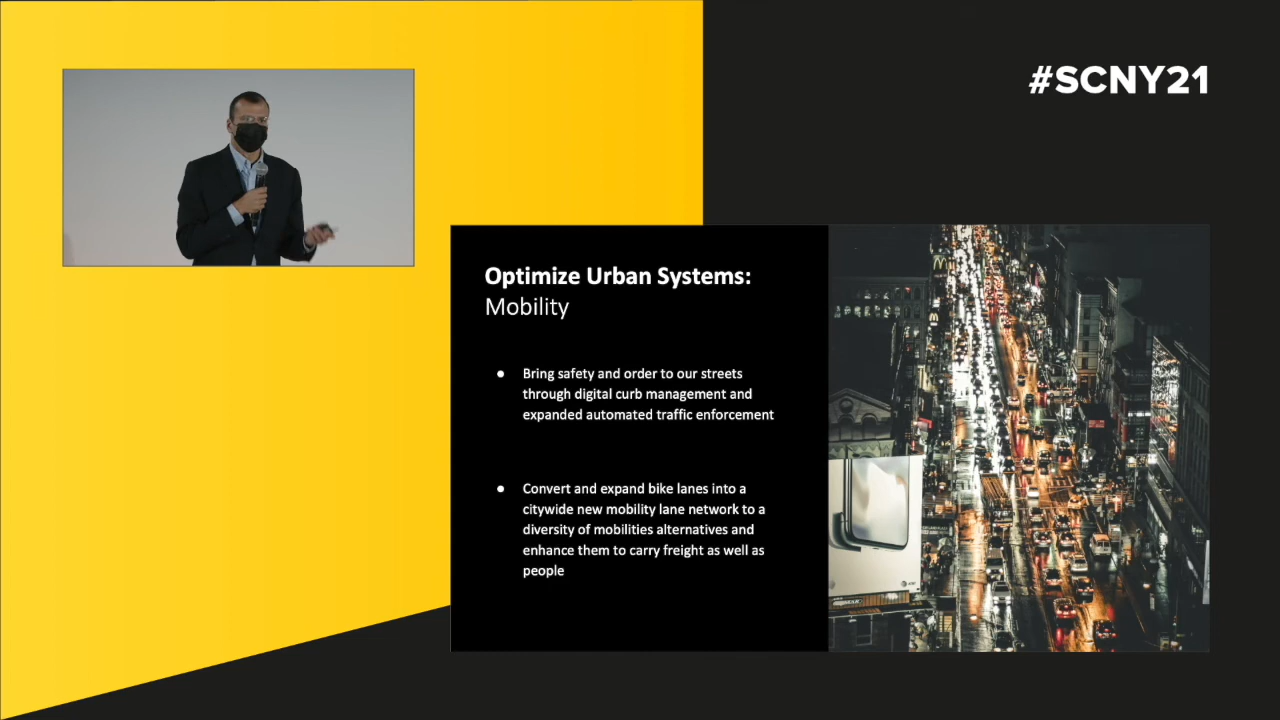 #SCNY21
Optimize Urban Systems:
Mobility
● Bring safety and order to our streets
through digital curb management and
expanded automated traffic enforcement
● Convert and expand bike lanes into a
citywide new mobility lane network to a
diversity of mobilities alternatives and
enhance them to carry freight as well as
people
AT&T